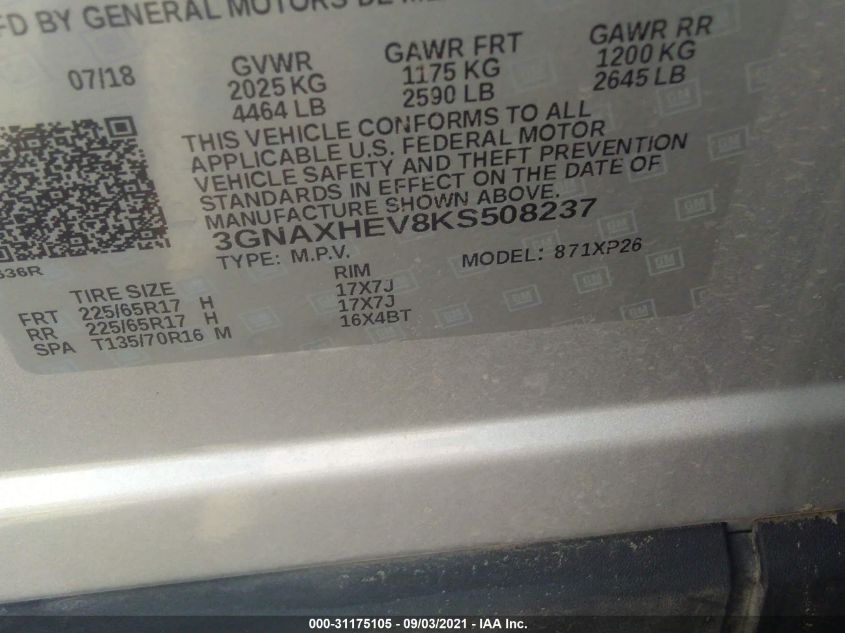 MFD BY GENERAL MOTORS DE
07/18 GVWR GAWR FRT GAWR RR
2025 KG 1175 KG 1200 KG
4464 LB 2590 LB 2645 LB
THIS VEHICLE CONFORMS TO ALL
APPLICABLE U.S. FEDERAL MOTOR
VEHICLE SAFETY AND THEFT PREVENTION
STANDARDS IN EFFECT ON THE DATE OF
MANUFACTURE SHOWN ABOVE.
3GNAXHEV8KS508237
TYPE: M.P.V. MODEL: 871XP26
636R
TIRE SIZE RIM
FRT 225/65R17 H 17X7J
RR 225/65R17 H 17X7J
SPA T135/70R16 M 16X4BT
GM
000-31175105 - 09/03/2021 - IAA Inc.